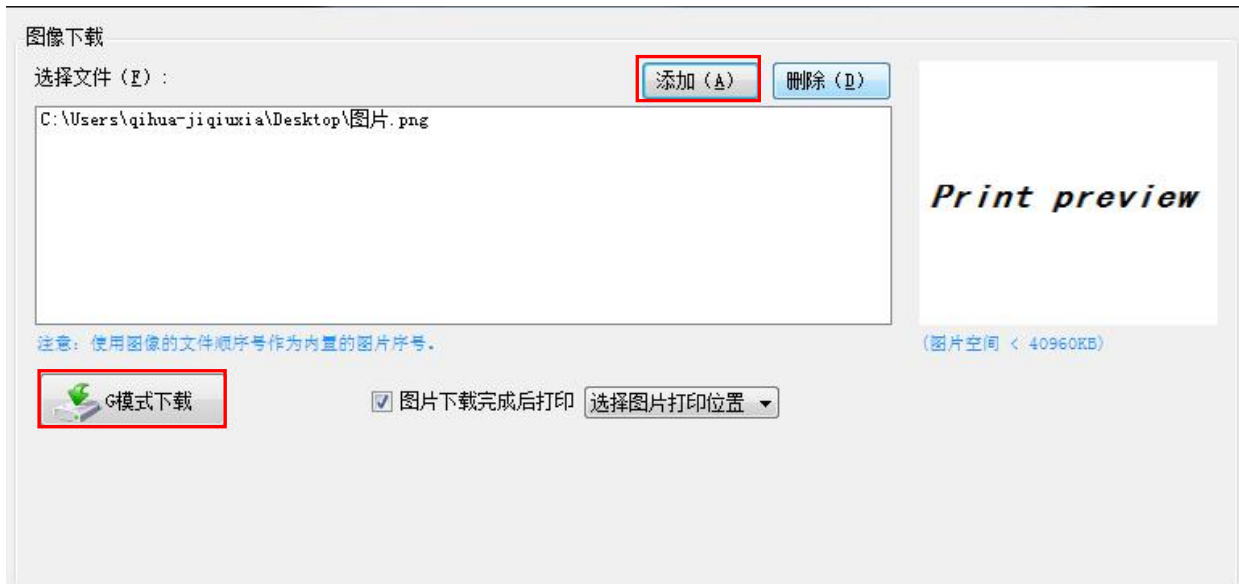 图像下载
选择文件（F）： 添加（A） 删除（D）
C:\Users\qihua-jiqiuxia\Desktop\图片.png
Print preview
注意：使用图像的文件顺序号作为内置的图片序号。 (图片空间 < 40960KB)
G模式下载 图片下载完成后打印 选择图片打印位置